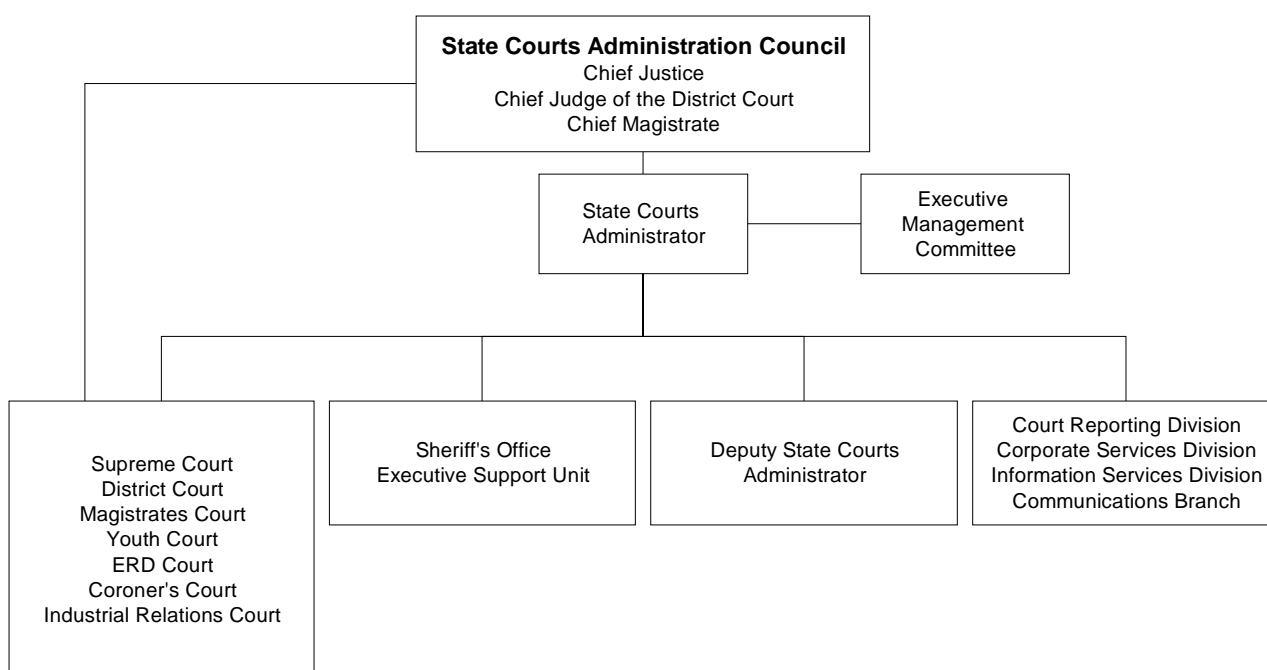 State Courts Administration Council
Chief Justice
Chief Judge of the District Court
Chief Magistrate
State Courts
Administrator
Executive
Management
Committee
Supreme Court
District Court
Magistrates Court
Youth Court
ERD Court
Coroner's Court
Industrial Relations Court
Sheriff's Office
Executive Support Unit
Deputy State Courts
Administrator
Court Reporting Division
Corporate Services Division
Information Services Division
Communications Branch